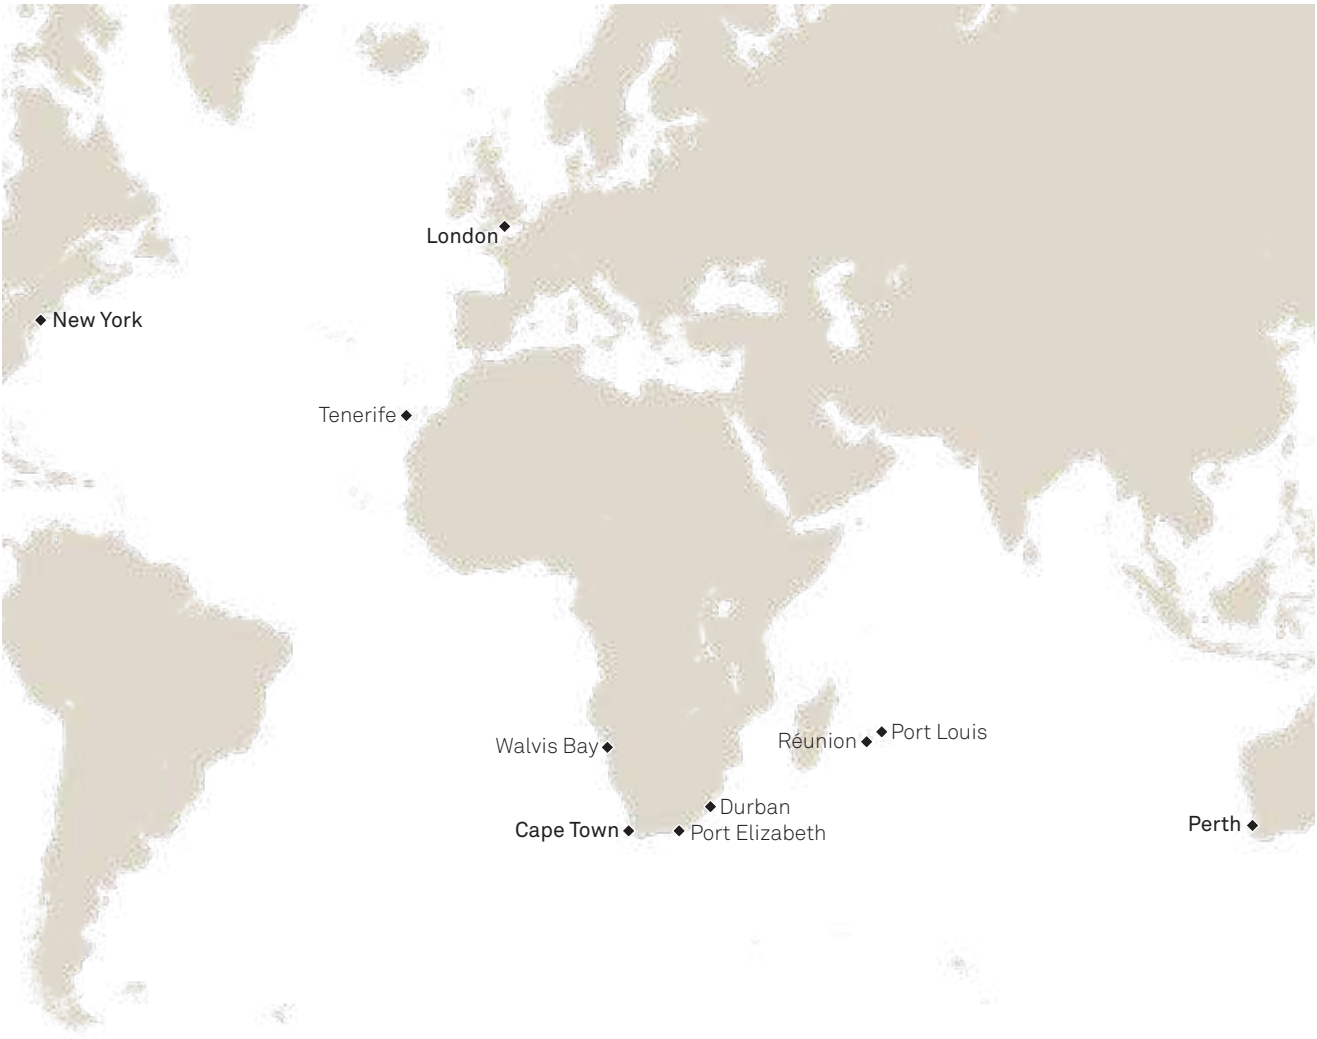 London
New York
Tenerife
Port Louis
Réunion
Walvis Bay
Durban
Cape Town
Port Elizabeth
Perth